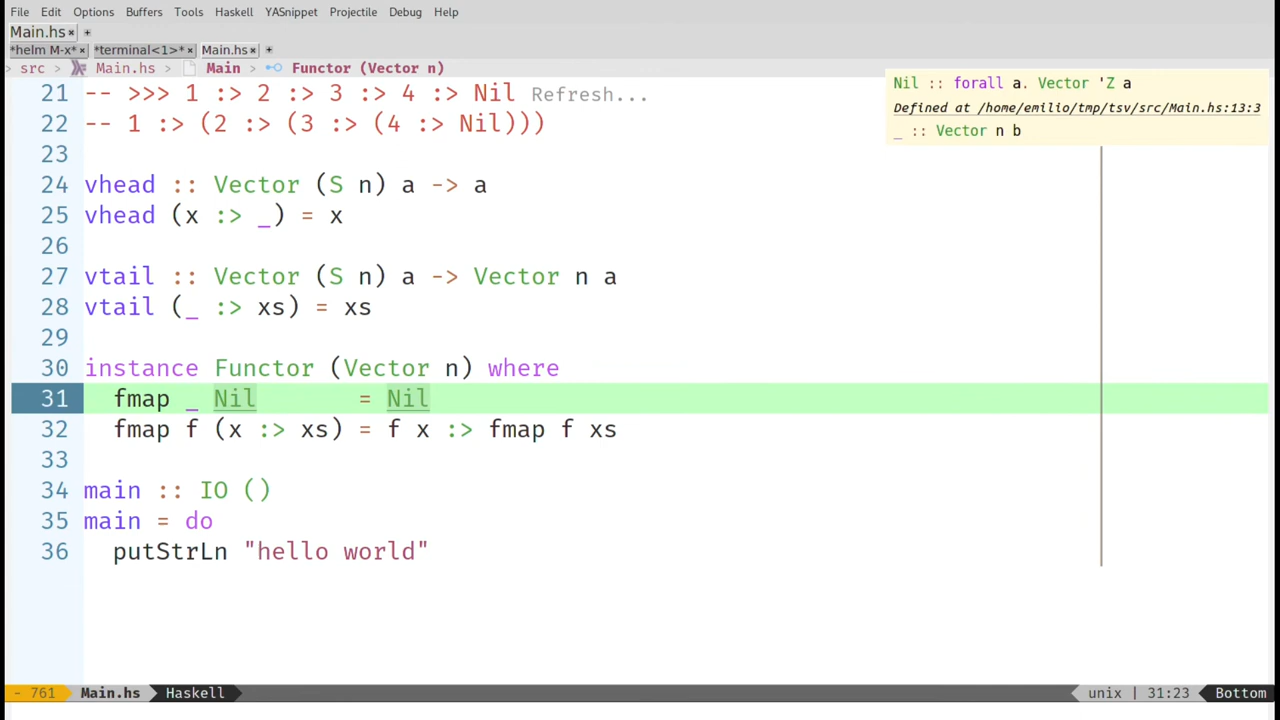 File Edit Options Buffers Tools Haskell YASnippet Projectile Debug Help
Main.hs× +
*helm M-x*× *terminal<1>*× Main.hs× +
> src > Main.hs > Main > Functor (Vector n)
Nil :: forall a. Vector 'Z a
Defined at /home/emilio/tmp/tsv/src/Main.hs:13:3
_ :: Vector n b
21 -- >>> 1 :> 2 :> 3 :> 4 :> Nil Refresh...
22 -- 1 :> (2 :> (3 :> (4 :> Nil)))
23
24 vhead :: Vector (S n) a -> a
25 vhead (x :> _) = x
26
27 vtail :: Vector (S n) a -> Vector n a
28 vtail (_ :> xs) = xs
29
30 instance Functor (Vector n) where
31   fmap _ Nil       = Nil
32   fmap f (x :> xs) = f x :> fmap f xs
33
34 main :: IO ()
35 main = do
36   putStrLn "hello world"
- 761 Main.hs Haskell unix | 31:23 Bottom